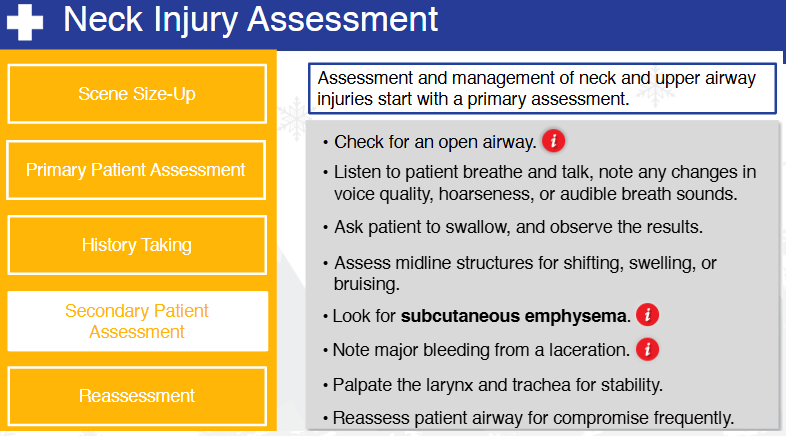 Neck Injury Assessment
Scene Size-Up
Primary Patient Assessment
History Taking
Secondary Patient
Assessment
Reassessment
Assessment and management of neck and upper airway
injuries start with a primary assessment.
• Check for an open airway. i
• Listen to patient breathe and talk, note any changes in
voice quality, hoarseness, or audible breath sounds.
• Ask patient to swallow, and observe the results.
• Assess midline structures for shifting, swelling, or
bruising.
• Look for subcutaneous emphysema. i
• Note major bleeding from a laceration. i
• Palpate the larynx and trachea for stability.
• Reassess patient airway for compromise frequently.